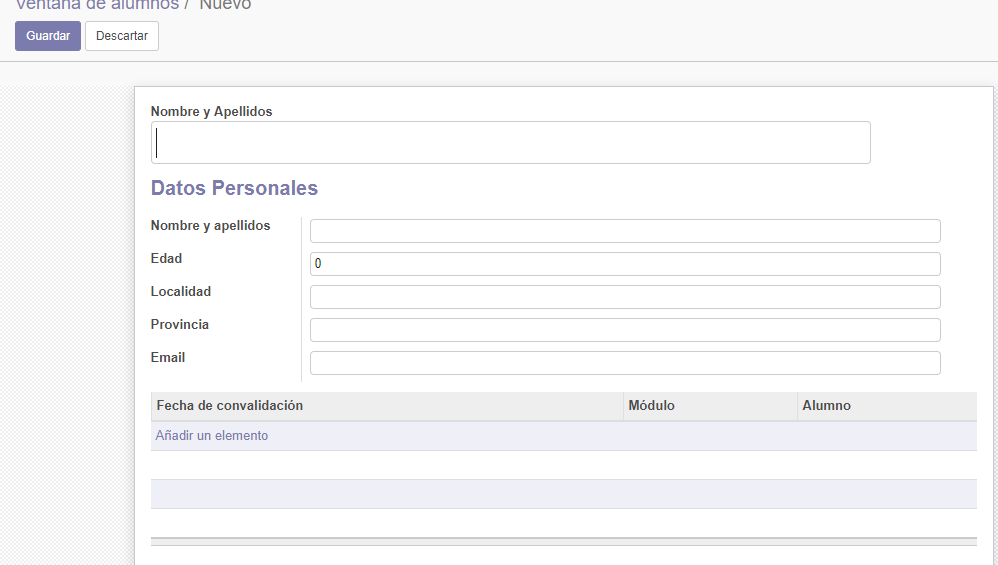 Ventana de alumnos / Nuevo
Guardar Descartar
Nombre y Apellidos
Datos Personales
Nombre y apellidos
Edad 0
Localidad
Provincia
Email
Fecha de convalidación Módulo Alumno
Añadir un elemento